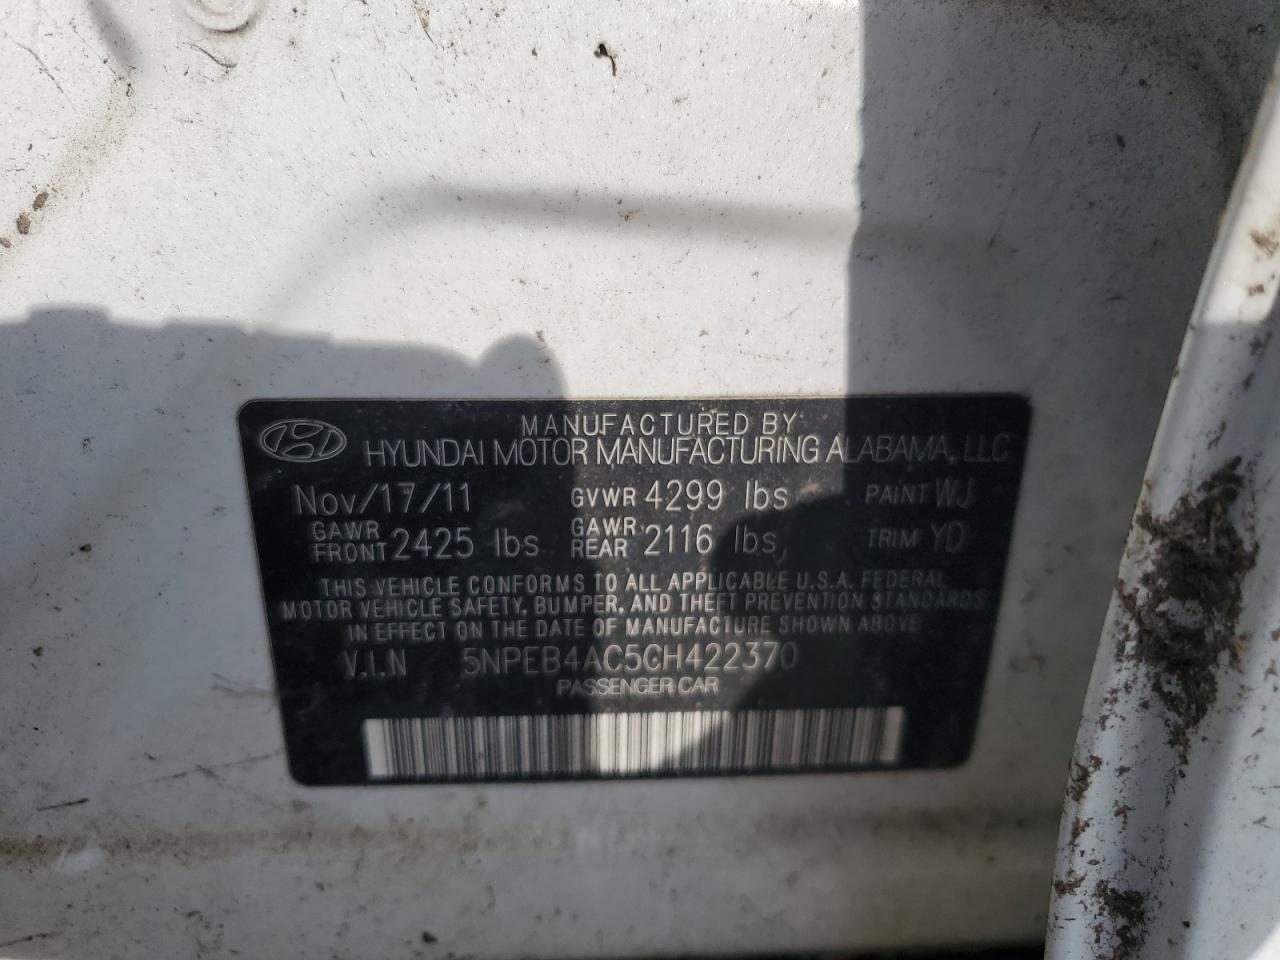 MANUFACTURED BY
HYUNDAI MOTOR MANUFACTURING ALABAMA, LLC
Nov/17/11 GVWR 4299 lbs PAINT WJ
GAWR FRONT 2425 lbs GAWR REAR 2116 lbs, TRIM YD
THIS VEHICLE CONFORMS TO ALL APPLICABLE U.S.A. FEDERAL
MOTOR VEHICLE SAFETY, BUMPER, AND THEFT PREVENTION STANDARDS
IN EFFECT ON THE DATE OF MANUFACTURE SHOWN ABOVE
V.I.N 5NPEB4AC5CH422370
PASSENGER CAR